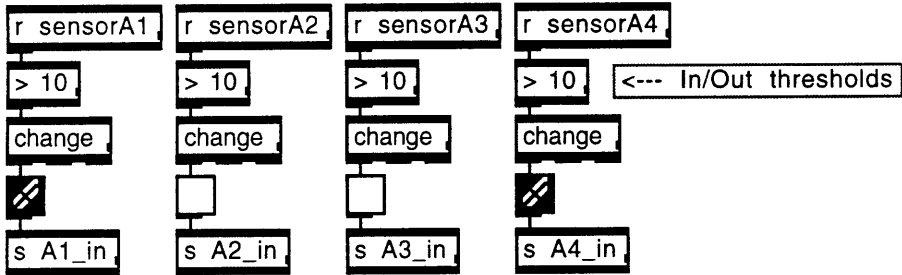 r sensorA1 r sensorA2 r sensorA3 r sensorA4
> 10 > 10 > 10 > 10 <--- In/Out thresholds
change change change change
s A1_in s A2_in s A3_in s A4_in